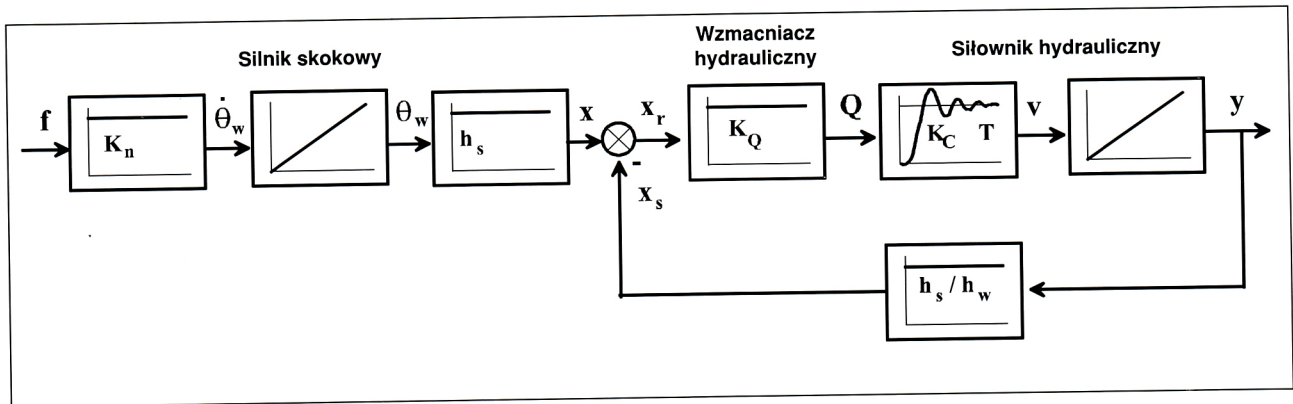 Silnik skokowy
Wzmacniacz
hydrauliczny
Siłownik hydrauliczny
f
K_n
θ̇_w
θ_w
h_s
x
x_r
-
x_s
K_Q
Q
K_C T
v
y
h_s / h_w